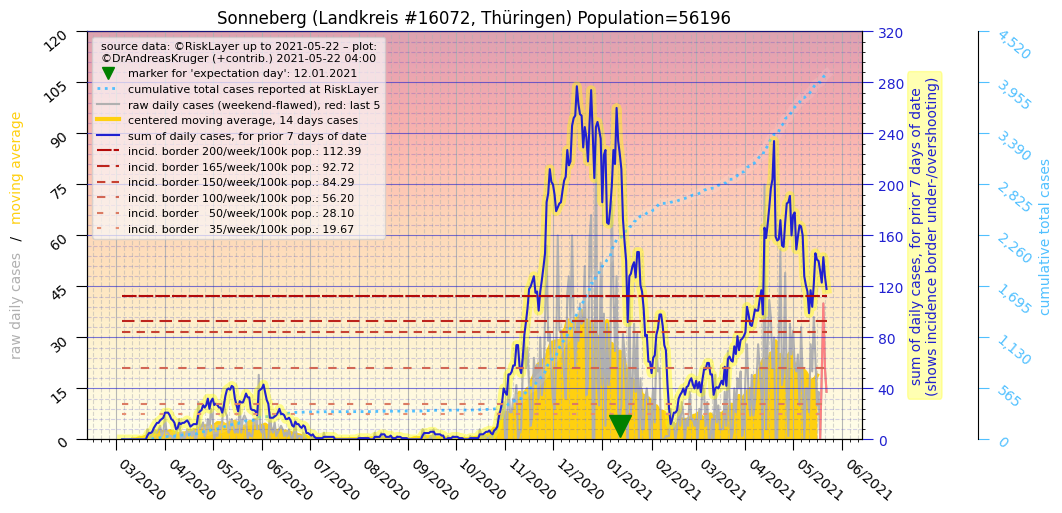 Sonneberg (Landkreis #16072, Thüringen) Population=56196
source data: ©RiskLayer up to 2021-05-22 – plot:
©DrAndreasKruger (+contrib.) 2021-05-22 04:00
marker for 'expectation day': 12.01.2021
cumulative total cases reported at RiskLayer
raw daily cases (weekend-flawed), red: last 5
centered moving average, 14 days cases
sum of daily cases, for prior 7 days of date
incid. border 200/week/100k pop.: 112.39
incid. border 165/week/100k pop.: 92.72
incid. border 150/week/100k pop.: 84.29
incid. border 100/week/100k pop.: 56.20
incid. border 50/week/100k pop.: 28.10
incid. border 35/week/100k pop.: 19.67
raw daily cases / moving average
120
105
90
75
60
45
30
15
0
03/2020
04/2020
05/2020
06/2020
07/2020
08/2020
09/2020
10/2020
11/2020
12/2020
01/2021
02/2021
03/2021
04/2021
05/2021
06/2021
320
280
240
200
160
120
80
40
0
sum of daily cases, for prior 7 days of date
(shows incidence border under-/overshooting)
4,520
3,955
3,390
2,825
2,260
1,695
1,130
565
0
cumulative total cases